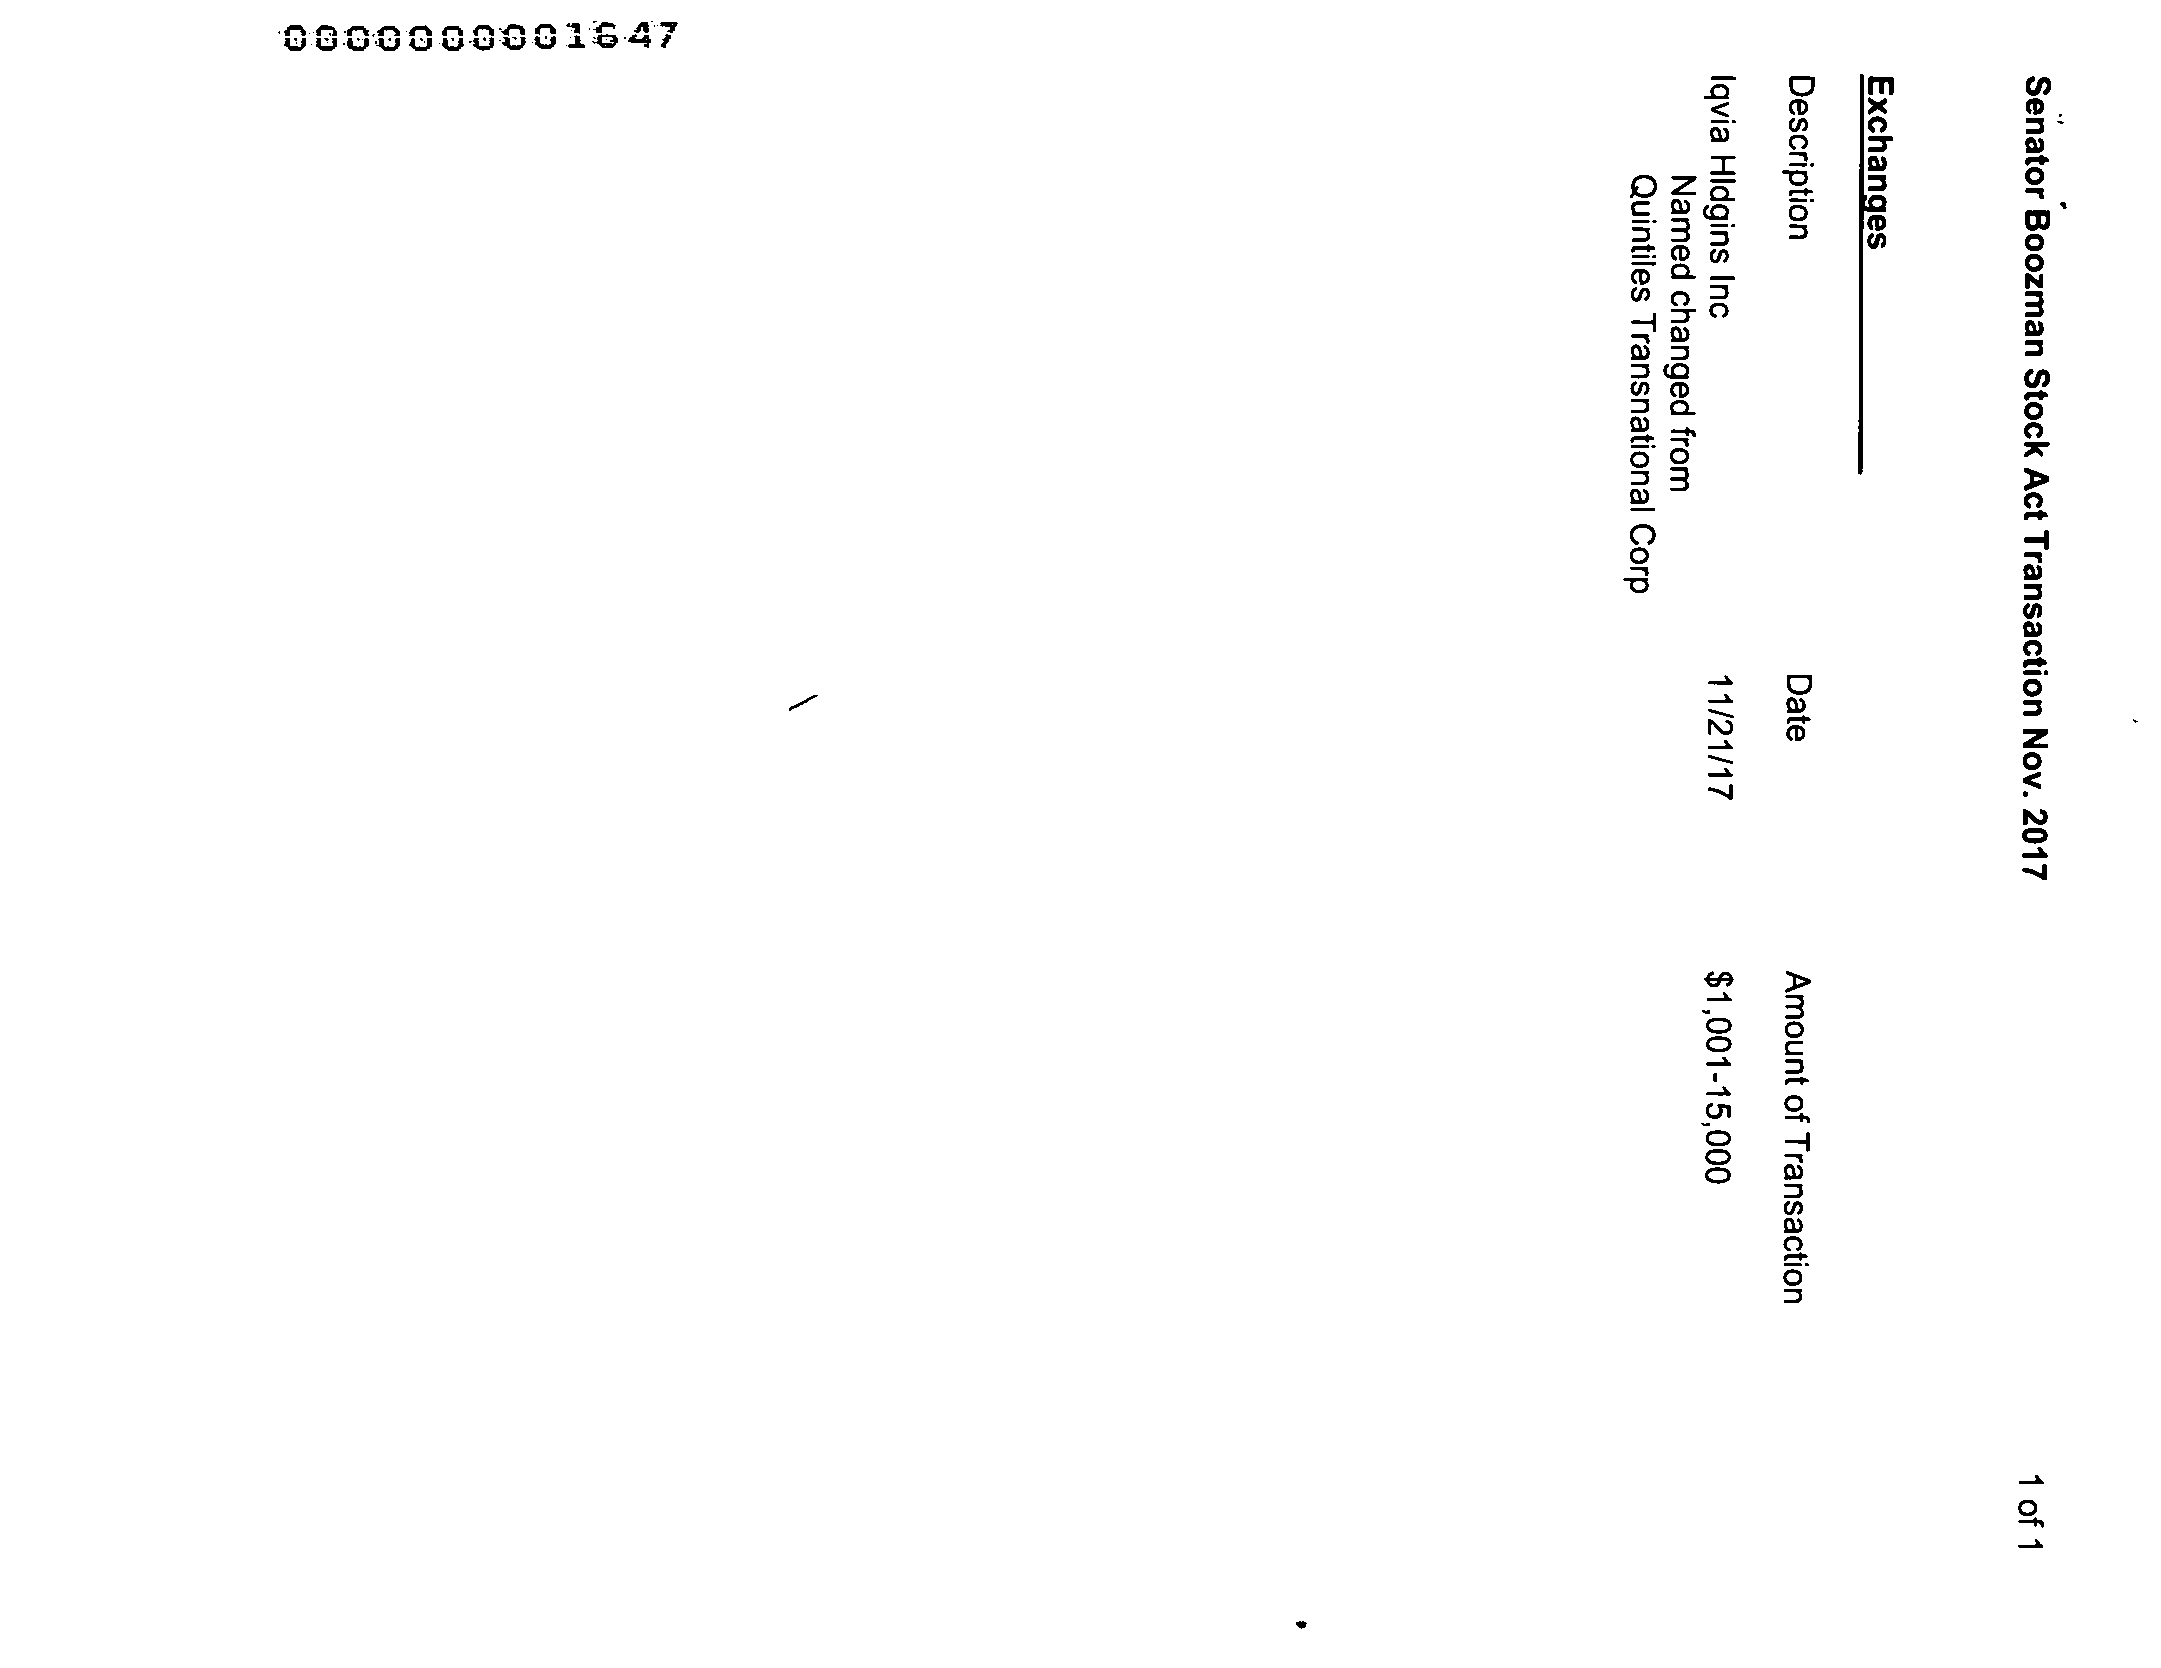 Senator Boozman Stock Act Transaction Nov. 2017 1 of 1
Exchanges
Description Date Amount of Transaction
Iqvia Hldgins Inc 11/21/17 $1,001-15,000
Named changed from
Quintiles Transnational Corp
0000000001647